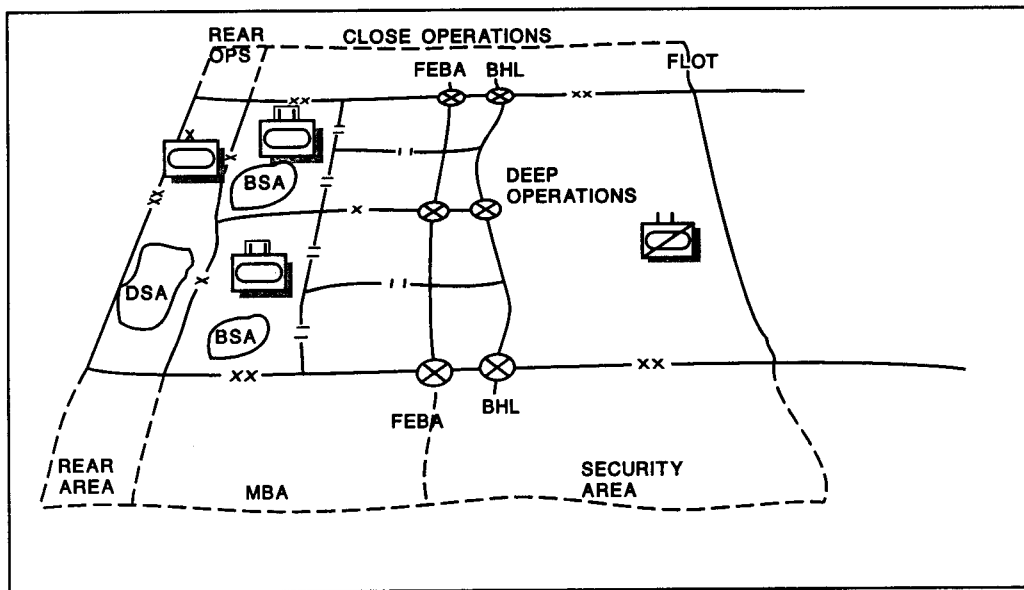 REAR
OPS
CLOSE OPERATIONS
FLOT
FEBA
BHL
XX
XX
X
X
BSA
DEEP
OPERATIONS
XX
X
X
DSA
BSA
XX
XX
FEBA
BHL
REAR
AREA
MBA
SECURITY
AREA